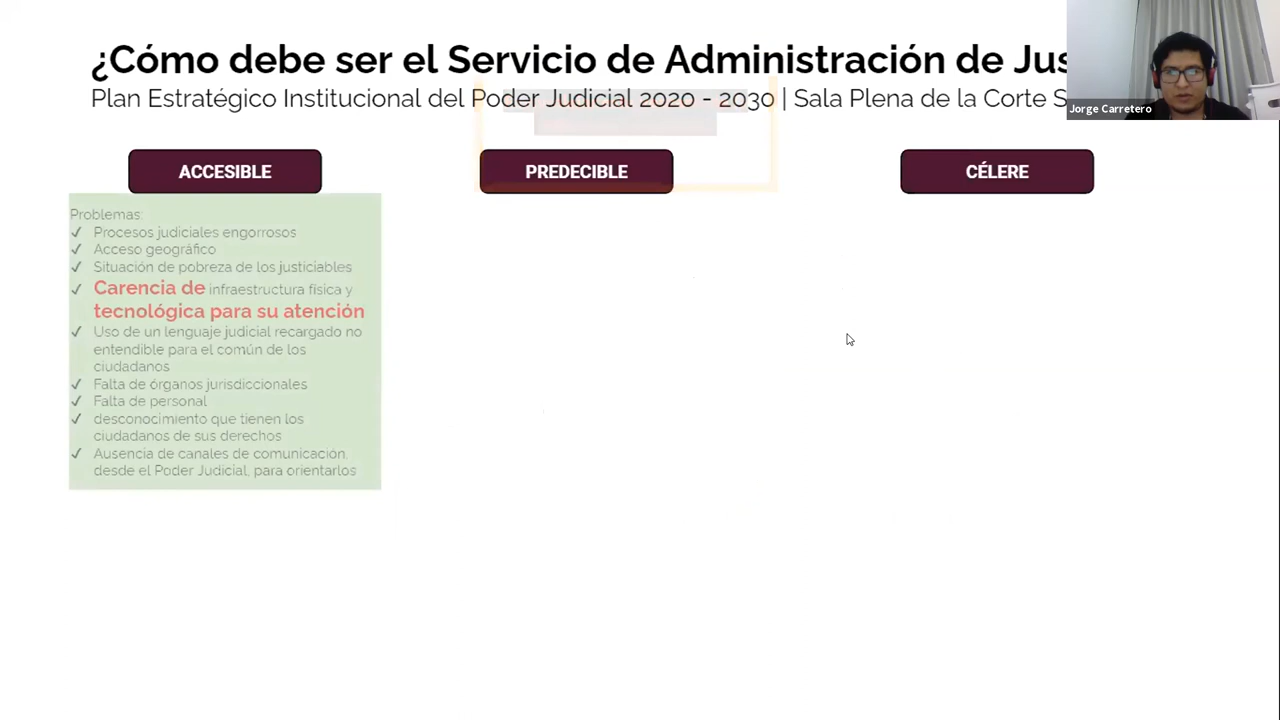 ¿Cómo debe ser el Servicio de Administración de Jus
Plan Estratégico Institucional del Poder Judicial 2020 - 2030 | Sala Plena de la Corte S
Jorge Carretero
ACCESIBLE
PREDECIBLE
CÉLERE
Problemas:
✓ Procesos judiciales engorrosos
✓ Acceso geográfico
✓ Situación de pobreza de los justiciables
✓ Carencia de infraestructura física y
tecnológica para su atención
✓ Uso de un lenguaje judicial recargado no
entendible para el común de los
ciudadanos
✓ Falta de órganos jurisdiccionales
✓ Falta de personal
✓ desconocimiento que tienen los
ciudadanos de sus derechos
✓ Ausencia de canales de comunicación,
desde el Poder Judicial, para orientarlos